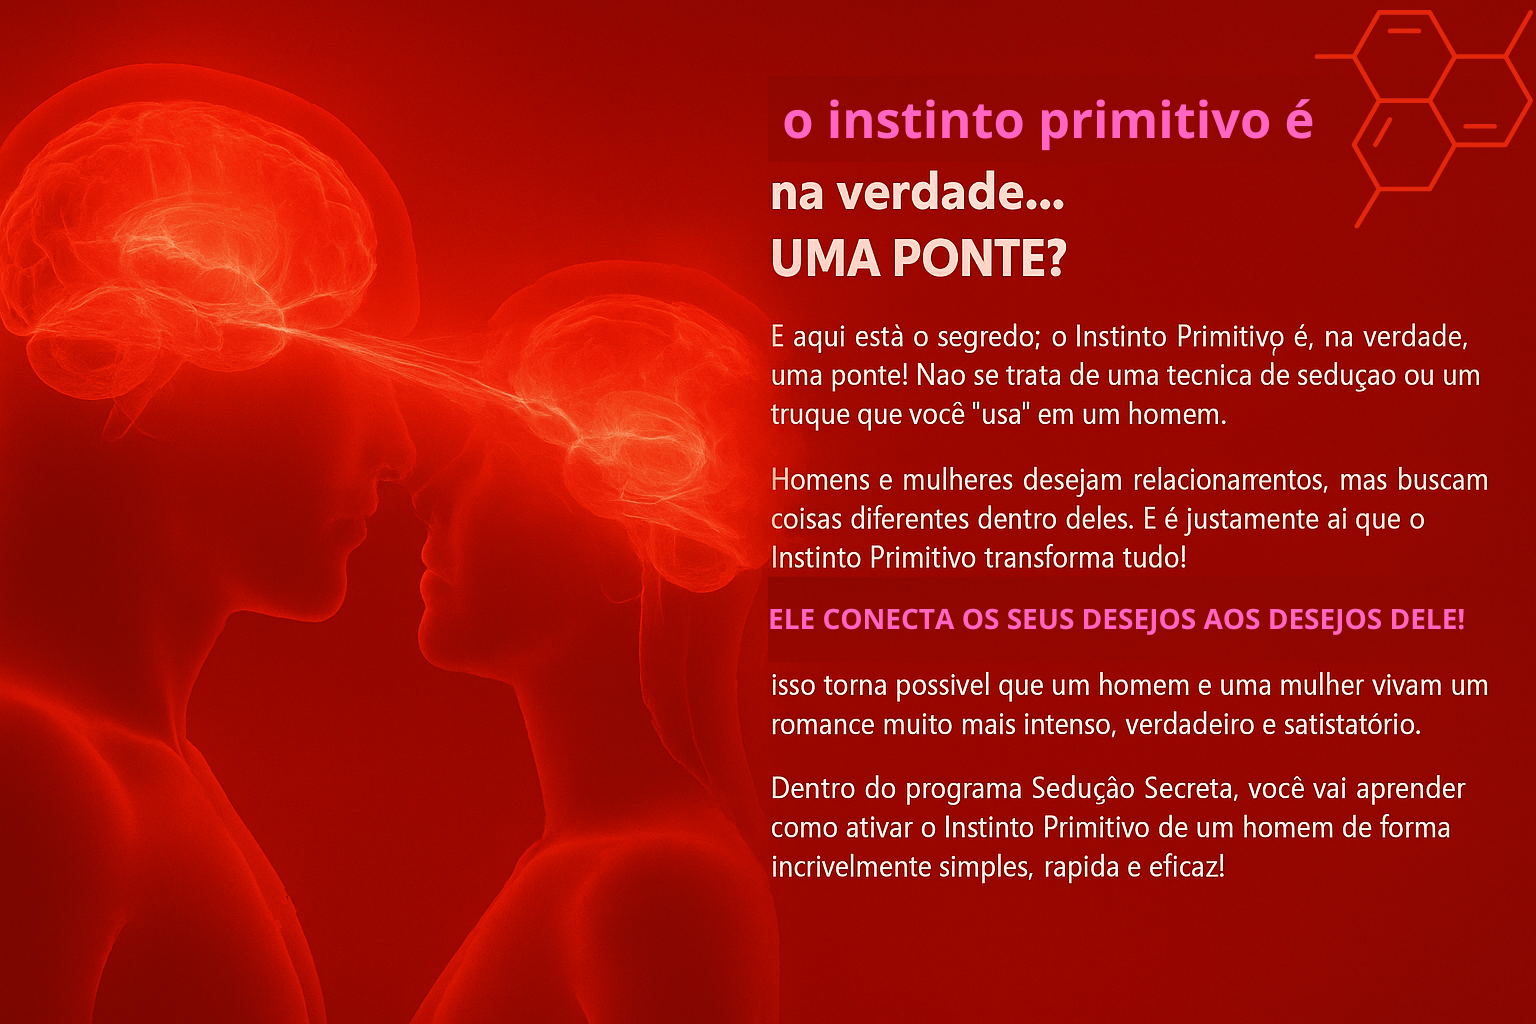 o instinto primitivo é
na verdade...
UMA PONTE?
E aqui està o segredo; o Instinto Primitivo é, na verdade,
uma ponte! Nao se trata de uma tecnica de seduçao ou um
truque que você "usa" em um homem.
Homens e mulheres desejam relacionarrentos, mas buscam
coisas diferentes dentro deles. E é justamente ai que o
Instinto Primitivo transforma tudo!
ELE CONECTA OS SEUS DESEJOS AOS DESEJOS DELE!
isso torna possivel que um homem e uma mulher vivam um
romance muito mais intenso, verdadeiro e satistatório.
Dentro do programa Seduçâo Secreta, você vai aprender
como ativar o Instinto Primitivo de um homem de forma
incrivelmente simples, rapida e eficaz!